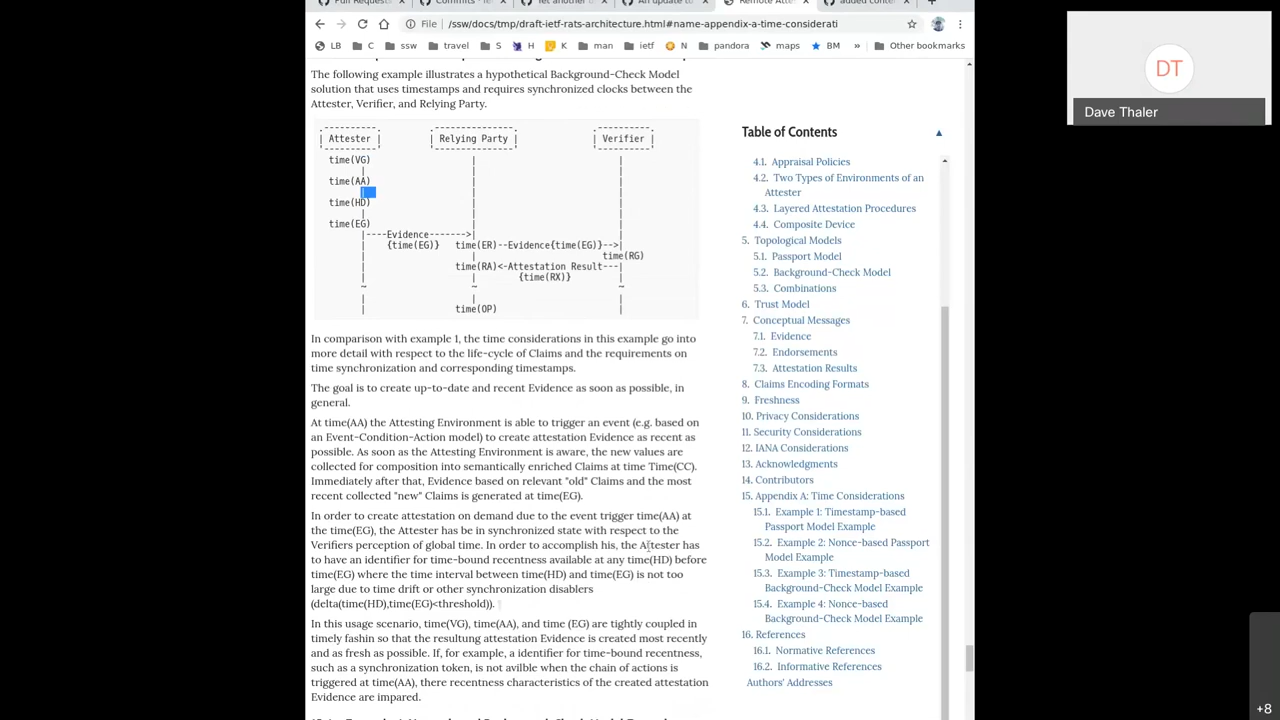 Pull Requests
Commits
An update to
Remote Attes
added conten
File | /ssw/docs/tmp/draft-ietf-rats-architecture.html#name-appendix-a-time-considerati
LB C ssw travel S H K man ietf N pandora maps BM » Other bookmarks
The following example illustrates a hypothetical Background-Check Model
solution that uses timestamps and requires synchronized clocks between the
Attester, Verifier, and Relying Party.
.----------. .---------------. .----------.
| Attester | | Relying Party | | Verifier |
'----------' '---------------' '----------'
time(VG) | |
| | |
time(AA) | |
| | |
time(HD) | |
| | |
time(EG) | |
|----Evidence------->| |
| {time(EG)} time(ER)--Evidence{time(EG)}-->|
| | time(RG)
| time(RA)<-Attestation Result---|
| | {time(RX)} |
~ ~ ~
| | |
| time(OP) |
In comparison with example 1, the time considerations in this example go into
more detail with respect to the life-cycle of Claims and the requirements on
time synchronization and corresponding timestamps.
The goal is to create up-to-date and recent Evidence as soon as possible, in
general.
At time(AA) the Attesting Environment is able to trigger an event (e.g. based on
an Event-Condition-Action model) to create attestation Evidence as recent as
possible. As soon as the Attesting Environment is aware, the new values are
collected for composition into semantically enriched Claims at time Time(CC).
Immediately after that, Evidence based on relevant "old" Claims and the most
recent collected "new" Claims is generated at time(EG).
In order to create attestation on demand due to the event trigger time(AA) at
the time(EG), the Attester has be in synchronized state with respect to the
Verifiers perception of global time. In order to accomplish his, the Attester has
to have an identifier for time-bound recentness available at any time(HD) before
time(EG) where the time interval between time(HD) and time(EG) is not too
large due to time drift or other synchronization disablers
(delta(time(HD),time(EG)<threshold)). ¶
In this usage scenario, time(VG), time(AA), and time (EG) are tightly coupled in
timely fashin so that the resultung attestation Evidence is created most recently
and as fresh as possible. If, for example, a identifier for time-bound recentness,
such as a synchronization token, is not avilble when the chain of actions is
triggered at time(AA), there recentness characteristics of the created attestation
Evidence are impared.
Table of Contents
4.1. Appraisal Policies
4.2. Two Types of Environments of an
Attester
4.3. Layered Attestation Procedures
4.4. Composite Device
5. Topological Models
5.1. Passport Model
5.2. Background-Check Model
5.3. Combinations
6. Trust Model
7. Conceptual Messages
7.1. Evidence
7.2. Endorsements
7.3. Attestation Results
8. Claims Encoding Formats
9. Freshness
10. Privacy Considerations
11. Security Considerations
12. IANA Considerations
13. Acknowledgments
14. Contributors
15. Appendix A: Time Considerations
15.1. Example 1: Timestamp-based
Passport Model Example
15.2. Example 2: Nonce-based Passport
Model Example
15.3. Example 3: Timestamp-based
Background-Check Model Example
15.4. Example 4: Nonce-based
Background-Check Model Example
16. References
16.1. Normative References
16.2. Informative References
Authors' Addresses
DT
Dave Thaler
+8